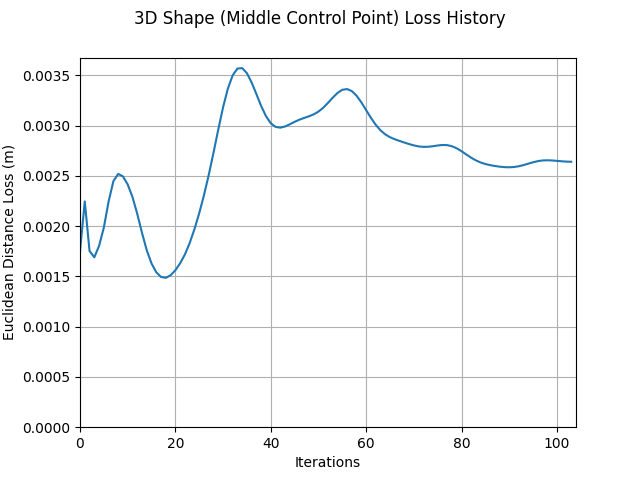 3D Shape (Middle Control Point) Loss History
Euclidean Distance Loss (m)
0.0035
0.0030
0.0025
0.0020
0.0015
0.0010
0.0005
0.0000
0 20 40 60 80 100
Iterations